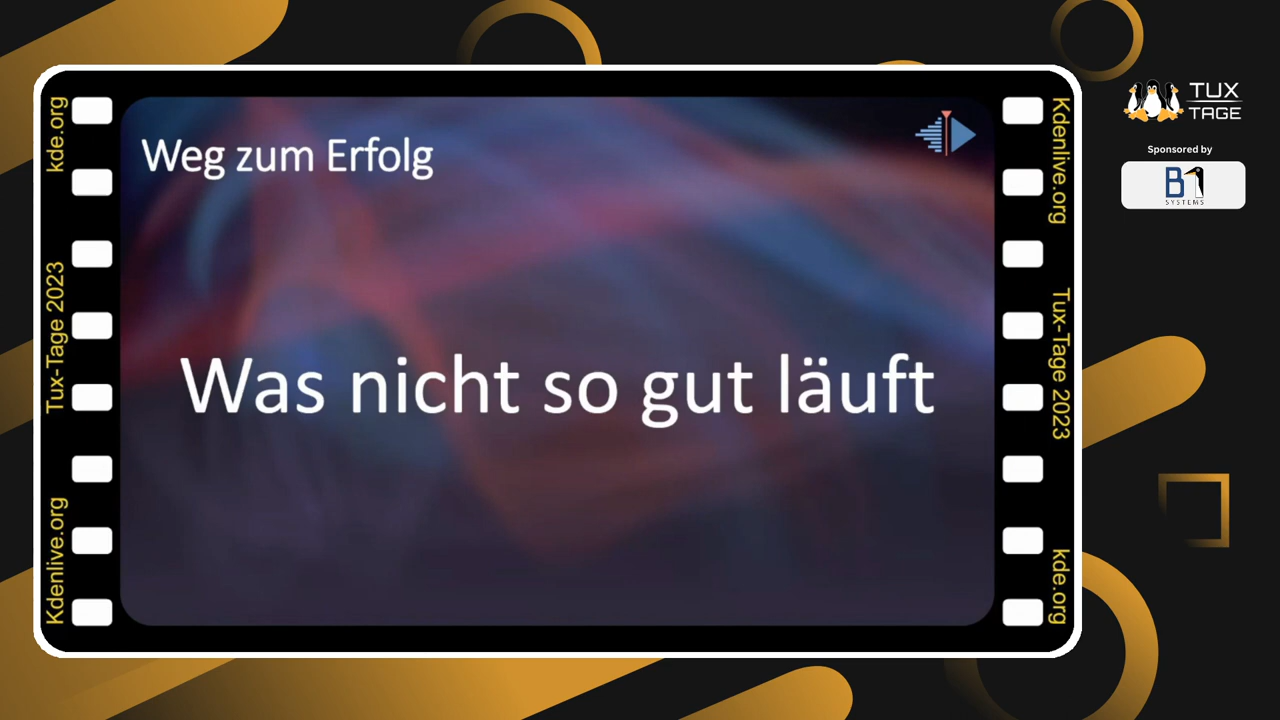 kde.org
Tux-Tage 2023
Kdenlive.org
Weg zum Erfolg
Was nicht so gut läuft
Kdenlive.org
Tux-Tage 2023
kde.org
TUX
TAGE
Sponsored by
B1
SYSTEMS